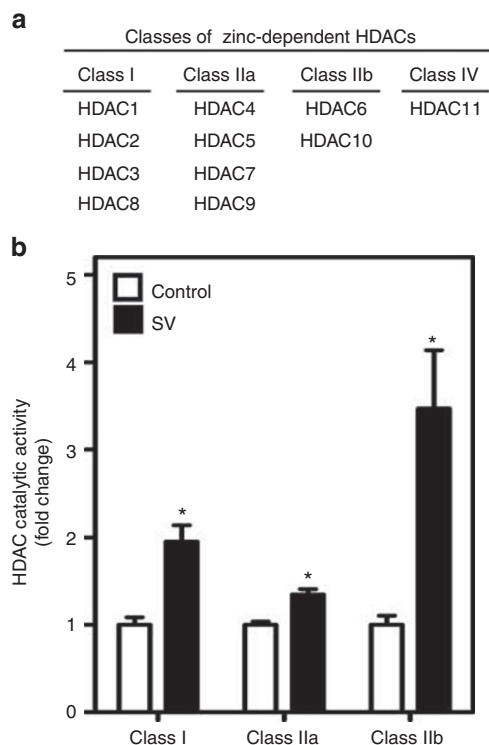 a
Classes of zinc-dependent HDACs
Class I Class IIa Class IIb Class IV
HDAC1 HDAC4 HDAC6 HDAC11
HDAC2 HDAC5 HDAC10
HDAC3 HDAC7
HDAC8 HDAC9
b
HDAC catalytic activity
(fold change)
5
4
3
2
1
0
Control
SV
*
*
*
Class I Class IIa Class IIb